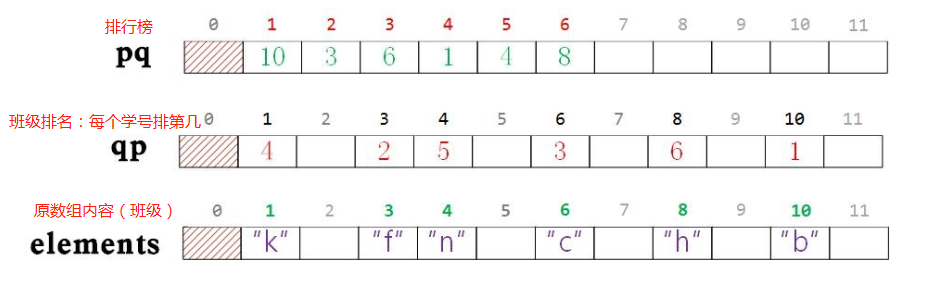 排行榜 0 1 2 3 4 5 6 7 8 9 10 11
pq 10 3 6 1 4 8
班级排名：每个学号排第几 0 1 2 3 4 5 6 7 8 9 10 11
qp 4 2 5 3 6 1
原数组内容（班级） 0 1 2 3 4 5 6 7 8 9 10 11
elements "k" "f" "n" "c" "h" "b"